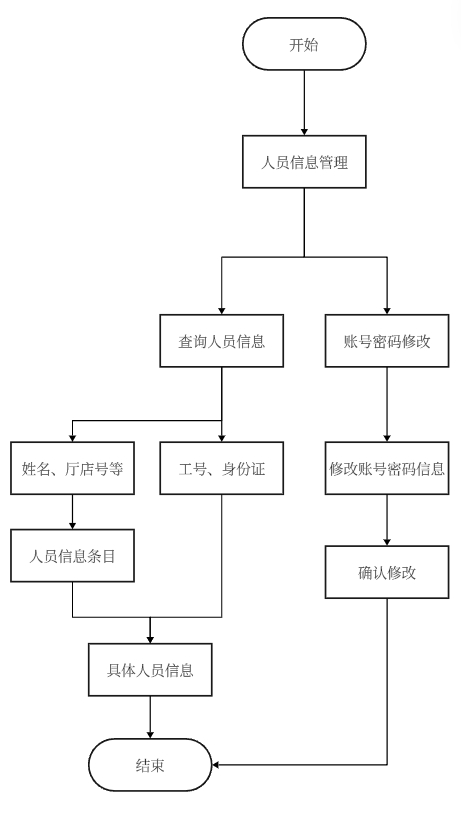 开始
人员信息管理
查询人员信息
账号密码修改
姓名、厅店号等
工号、身份证
修改账号密码信息
人员信息条目
确认修改
具体人员信息
结束